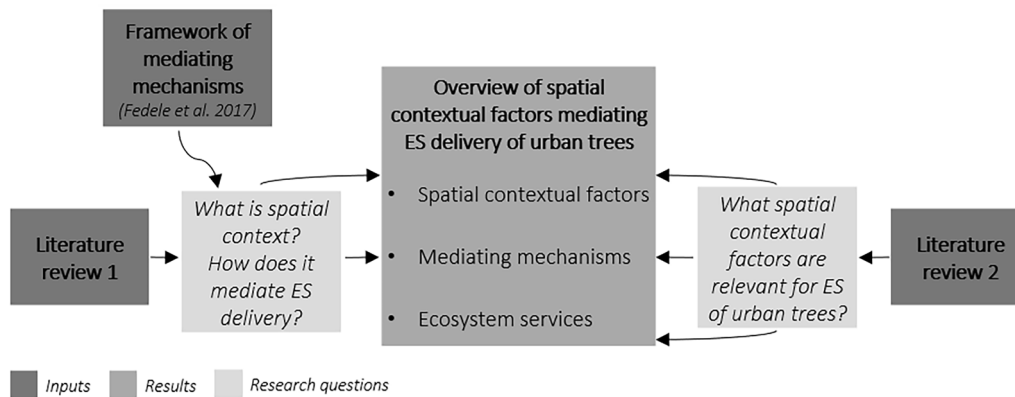 Framework of
mediating
mechanisms
(Fedele et al. 2017)
Literature
review 1
What is spatial
context?
How does it
mediate ES
delivery?
Overview of spatial
contextual factors mediating
ES delivery of urban trees
• Spatial contextual factors
• Mediating mechanisms
• Ecosystem services
What spatial
contextual
factors are
relevant for ES
of urban trees?
Literature
review 2
Inputs
Results
Research questions